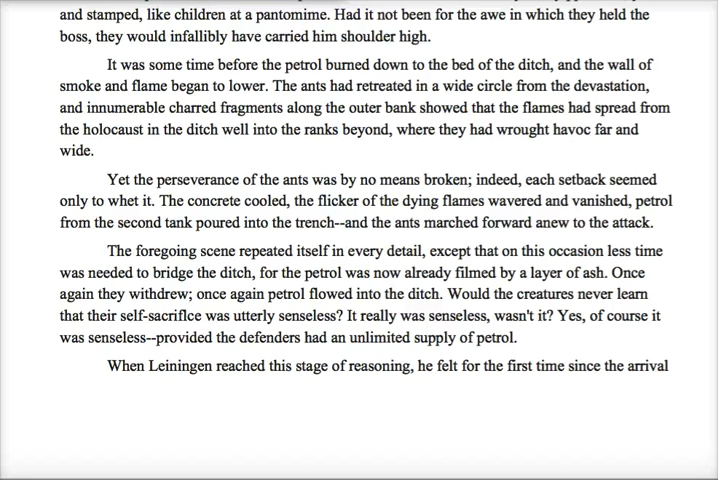 and stamped, like children at a pantomime. Had it not been for the awe in which they held the
boss, they would infallibly have carried him shoulder high.
It was some time before the petrol burned down to the bed of the ditch, and the wall of
smoke and flame began to lower. The ants had retreated in a wide circle from the devastation,
and innumerable charred fragments along the outer bank showed that the flames had spread from
the holocaust in the ditch well into the ranks beyond, where they had wrought havoc far and
wide.
Yet the perseverance of the ants was by no means broken; indeed, each setback seemed
only to whet it. The concrete cooled, the flicker of the dying flames wavered and vanished, petrol
from the second tank poured into the trench--and the ants marched forward anew to the attack.
The foregoing scene repeated itself in every detail, except that on this occasion less time
was needed to bridge the ditch, for the petrol was now already filmed by a layer of ash. Once
again they withdrew; once again petrol flowed into the ditch. Would the creatures never learn
that their self-sacrifice was utterly senseless? It really was senseless, wasn't it? Yes, of course it
was senseless--provided the defenders had an unlimited supply of petrol.
When Leiningen reached this stage of reasoning, he felt for the first time since the arrival